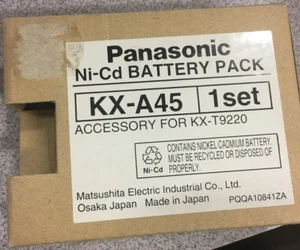 Panasonic
Ni-Cd BATTERY PACK
KX-A45 1set
ACCESSORY FOR KX-T9220
CONTAINS NICKEL CADMIUM BATTERY.
MUST BE RECYCLED OR DISPOSED OF
PROPERLY.
Ni-Cd
Matsushita Electric Industrial Co., Ltd.
Osaka Japan Made in Japan PQQA10841ZA